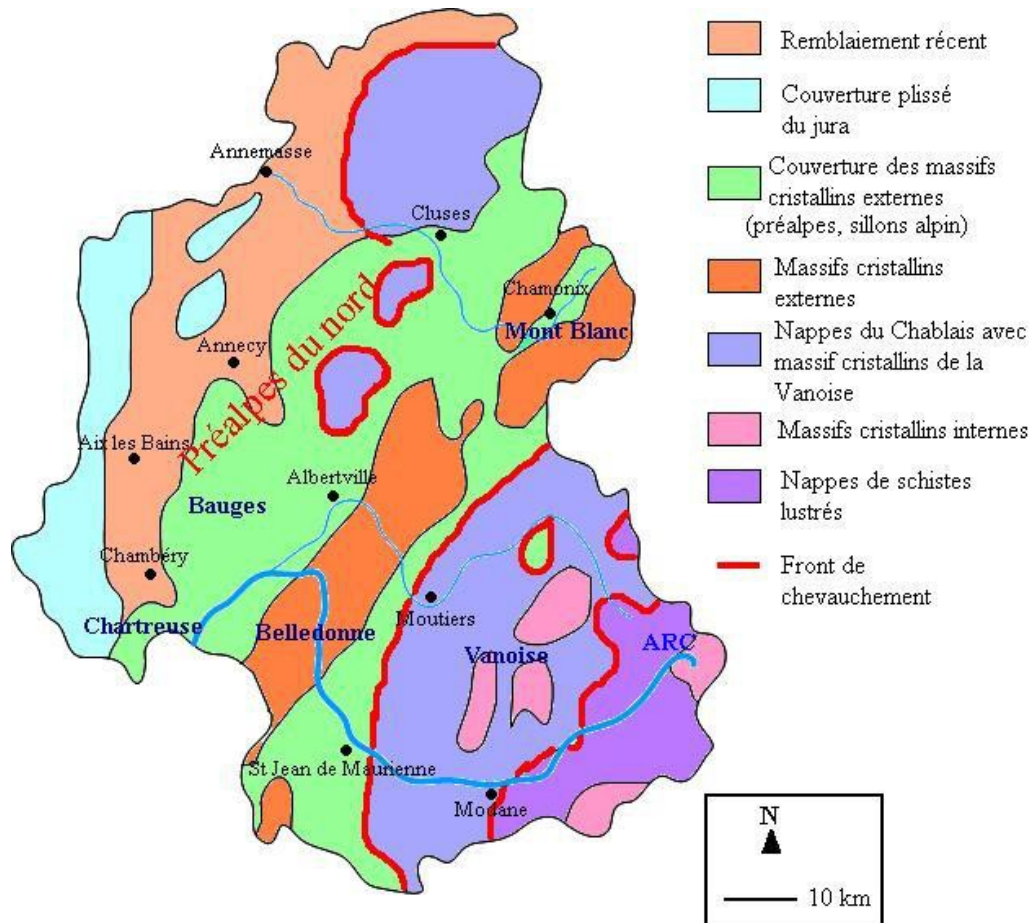 Remblaiement récent
Couverture plissé
du jura
Couverture des massifs
cristallins externes
(préalpes, sillons alpin)
Massifs cristallins
externes
Nappes du Chablais avec
massif cristallins de la
Vanoise
Massifs cristallins internes
Nappes de schistes
lustrés
Front de
chevauchement
Annemasse
Cluses
Chamonix
Mont Blanc
Préalpes du nord
Annecy
Aix les Bains
Albertville
Bauges
Chambéry
Chartreuse
Belledonne
Moutiers
Vanoise
ARC
St Jean de Maurienne
Modane
N
10 km